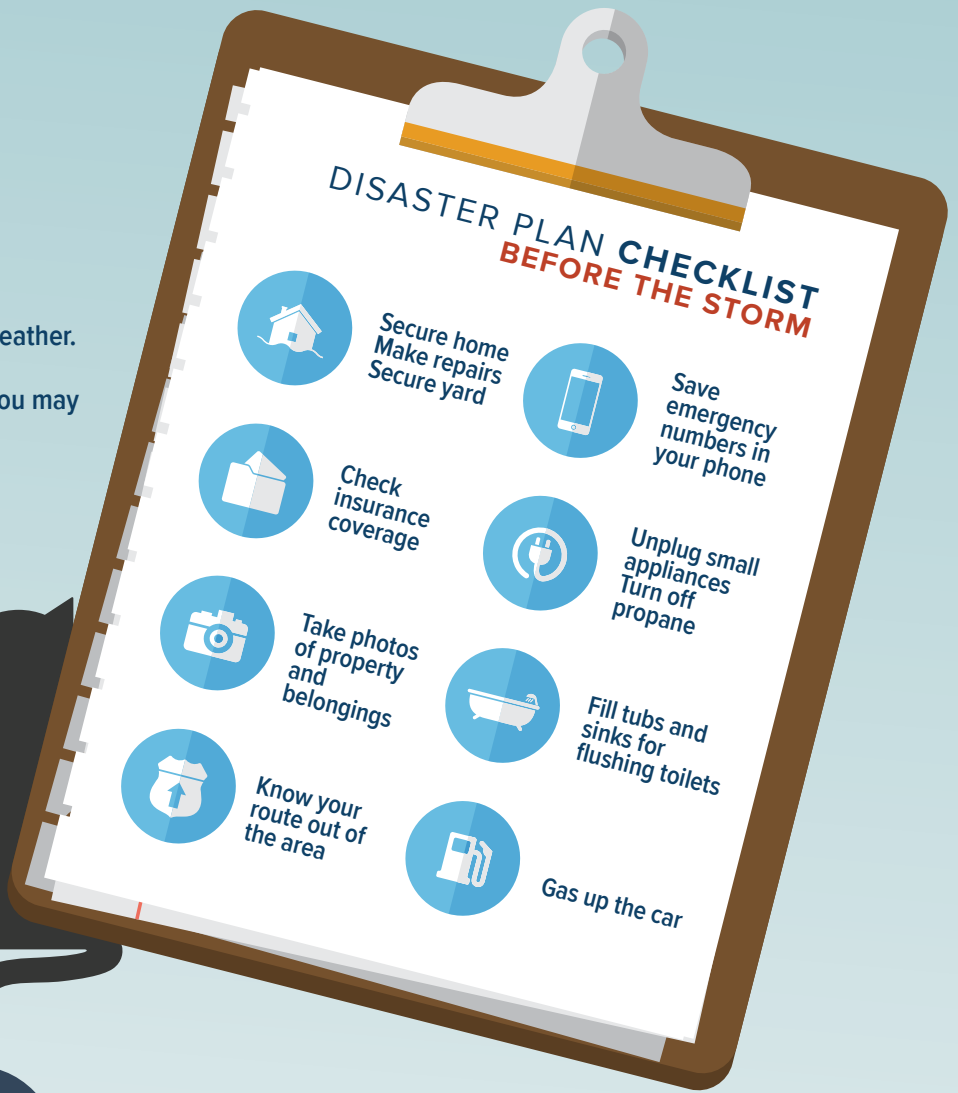 eather.
ou may
DISASTER PLAN CHECKLIST
BEFORE THE STORM
Secure home
Make repairs
Secure yard
Check
insurance
coverage
Take photos
of property
and
belongings
Know your
route out of
the area
Save
emergency
numbers in
your phone
Unplug small
appliances
Turn off
propane
Fill tubs and
sinks for
flushing toilets
Gas up the car